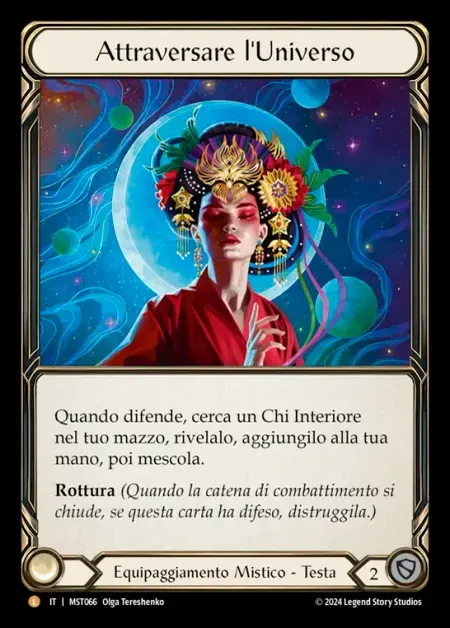 Attraversare l'Universo
Quando difende, cerca un Chi Interiore
nel tuo mazzo, rivelalo, aggiungilo alla tua
mano, poi mescola.
Rottura (Quando la catena di combattimento si
chiude, se questa carta ha difeso, distruggila.)
Equipaggiamento Mistico - Testa 2
L IT | MST066 Olga Tereshenko © 2024 Legend Story Studios